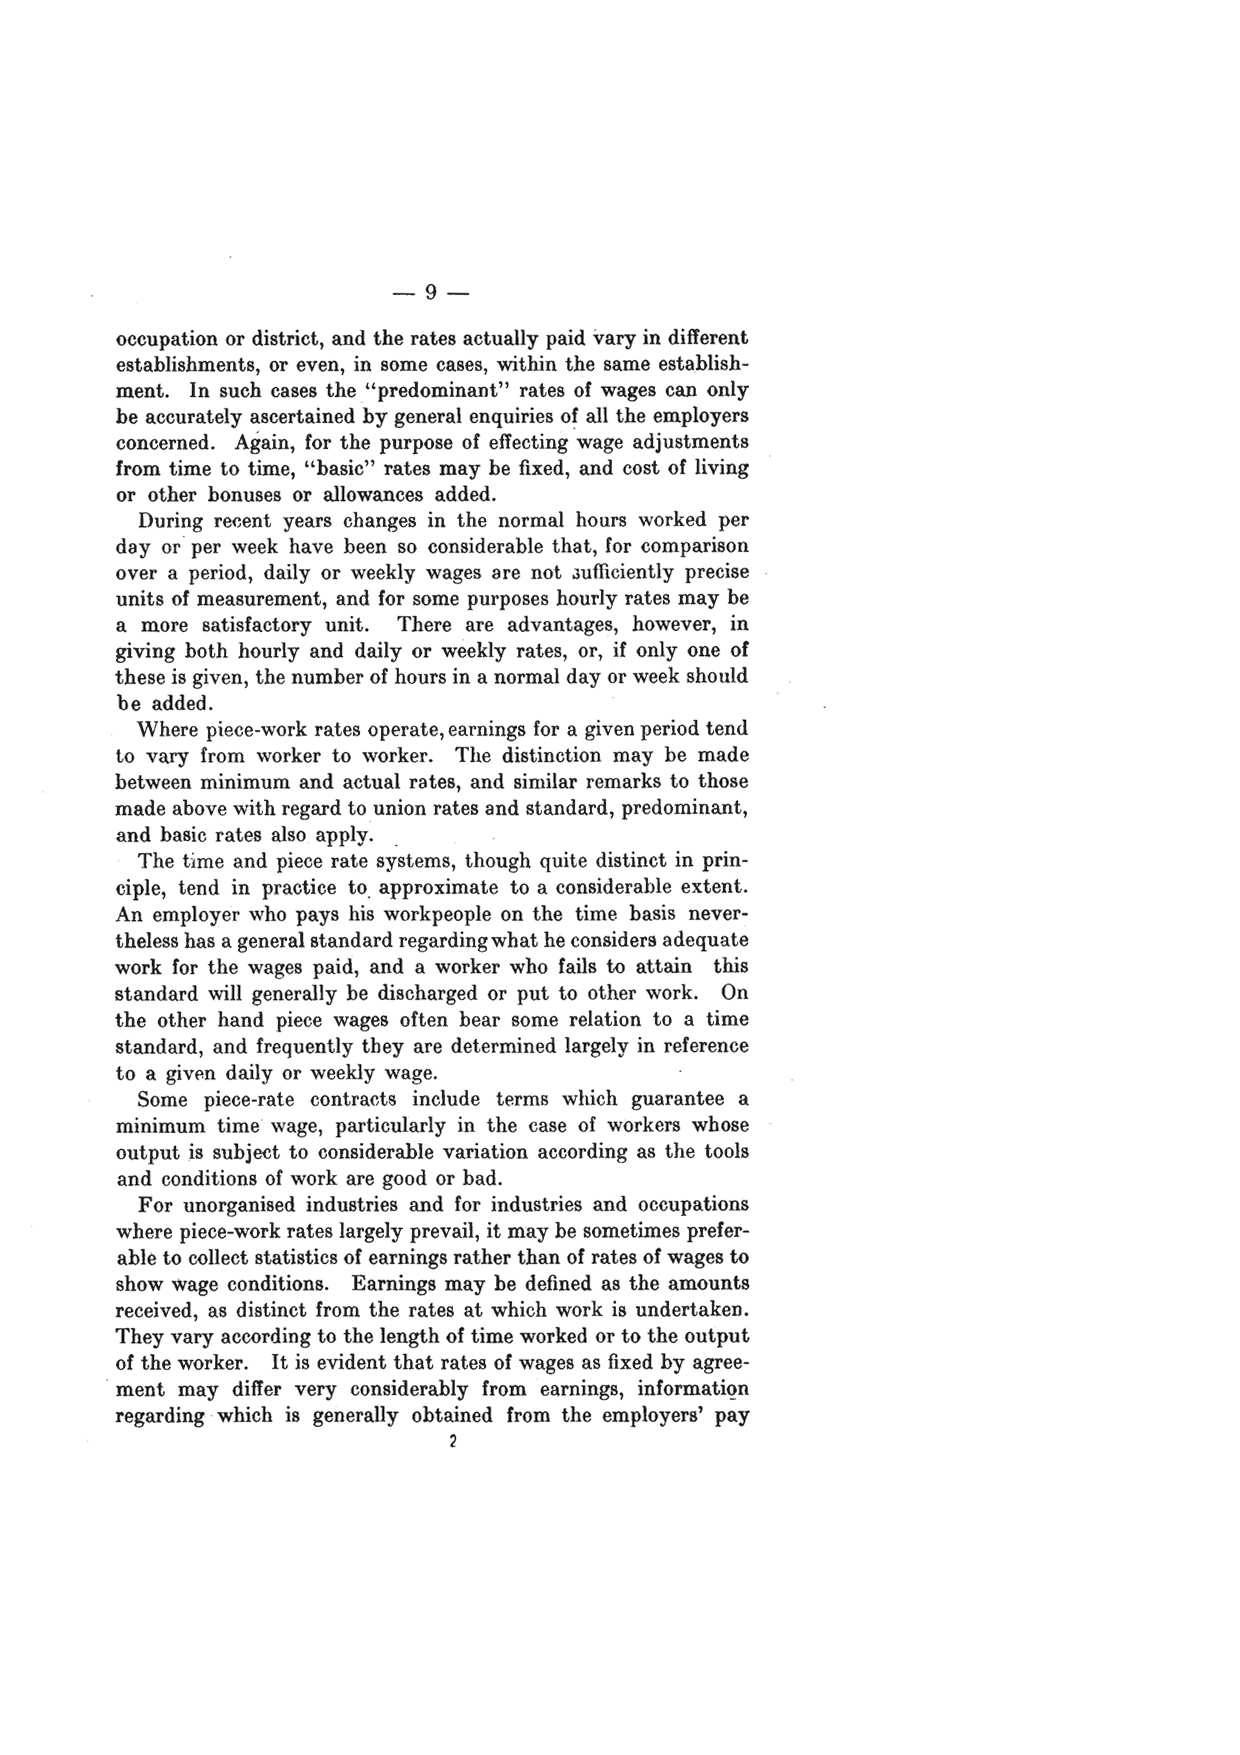 — 9 —
occupation or district, and the rates actually paid vary in different
establishments, or even, in some cases, within the same establish-
ment. In such cases the “predominant” rates of wages can only
be accurately ascertained by general enquiries of all the employers
concerned. Again, for the purpose of effecting wage adjustments
from time to time, “basic” rates may be fixed, and cost of living
or other bonuses or allowances added.
During recent years changes in the normal hours worked per
day or per week have been so considerable that, for comparison
over a period, daily or weekly wages are not sufficiently precise
units of measurement, and for some purposes hourly rates may be
a more satisfactory unit. There are advantages, however, in
giving both hourly and daily or weekly rates, or, if only one of
these is given, the number of hours in a normal day or week should
be added.
Where piece-work rates operate, earnings for a given period tend
to vary from worker to worker. The distinction may be made
between minimum and actual rates, and similar remarks to those
made above with regard to union rates and standard, predominant,
and basic rates also apply.
The time and piece rate systems, though quite distinct in prin-
ciple, tend in practice to approximate to a considerable extent.
An employer who pays his workpeople on the time basis never-
theless has a general standard regarding what he considers adequate
work for the wages paid, and a worker who fails to attain this
standard will generally be discharged or put to other work. On
the other hand piece wages often bear some relation to a time
standard, and frequently they are determined largely in reference
to a given daily or weekly wage.
Some piece-rate contracts include terms which guarantee a
minimum time wage, particularly in the case of workers whose
output is subject to considerable variation according as the tools
and conditions of work are good or bad.
For unorganised industries and for industries and occupations
where piece-work rates largely prevail, it may be sometimes prefer-
able to collect statistics of earnings rather than of rates of wages to
show wage conditions. Earnings may be defined as the amounts
received, as distinct from the rates at which work is undertaken.
They vary according to the length of time worked or to the output
of the worker. It is evident that rates of wages as fixed by agree-
ment may differ very considerably from earnings, information
regarding which is generally obtained from the employers’ pay
2